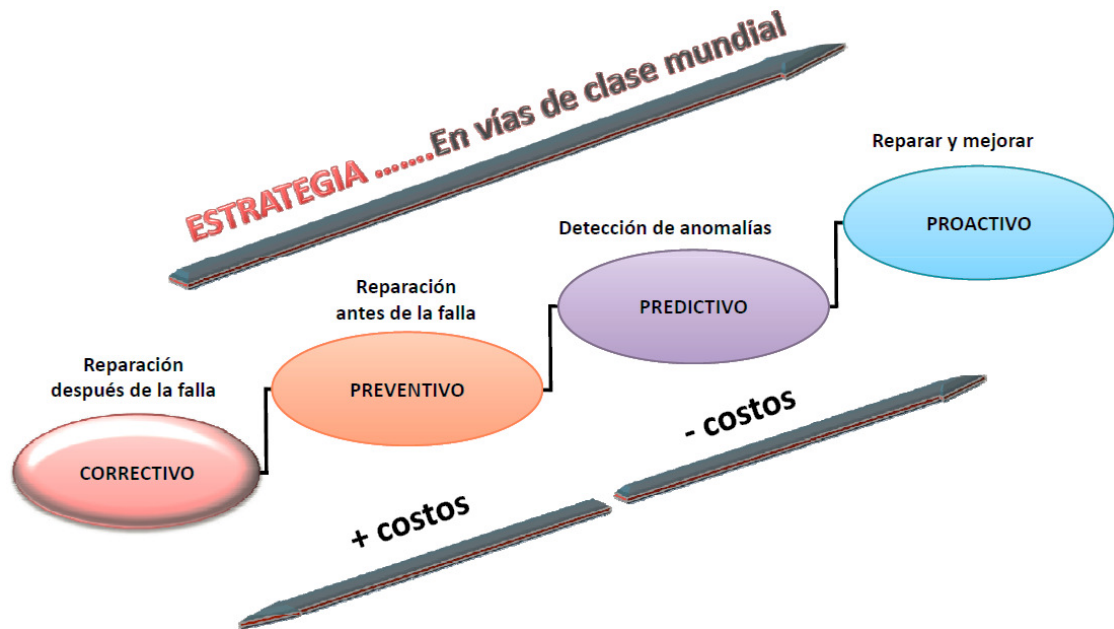 ESTRATEGIA .......En vías de clase mundial
Reparar y mejorar
PROACTIVO
Detección de anomalías
PREDICTIVO
Reparación
antes de la falla
PREVENTIVO
Reparación
después de la falla
CORRECTIVO
- costos
+ costos